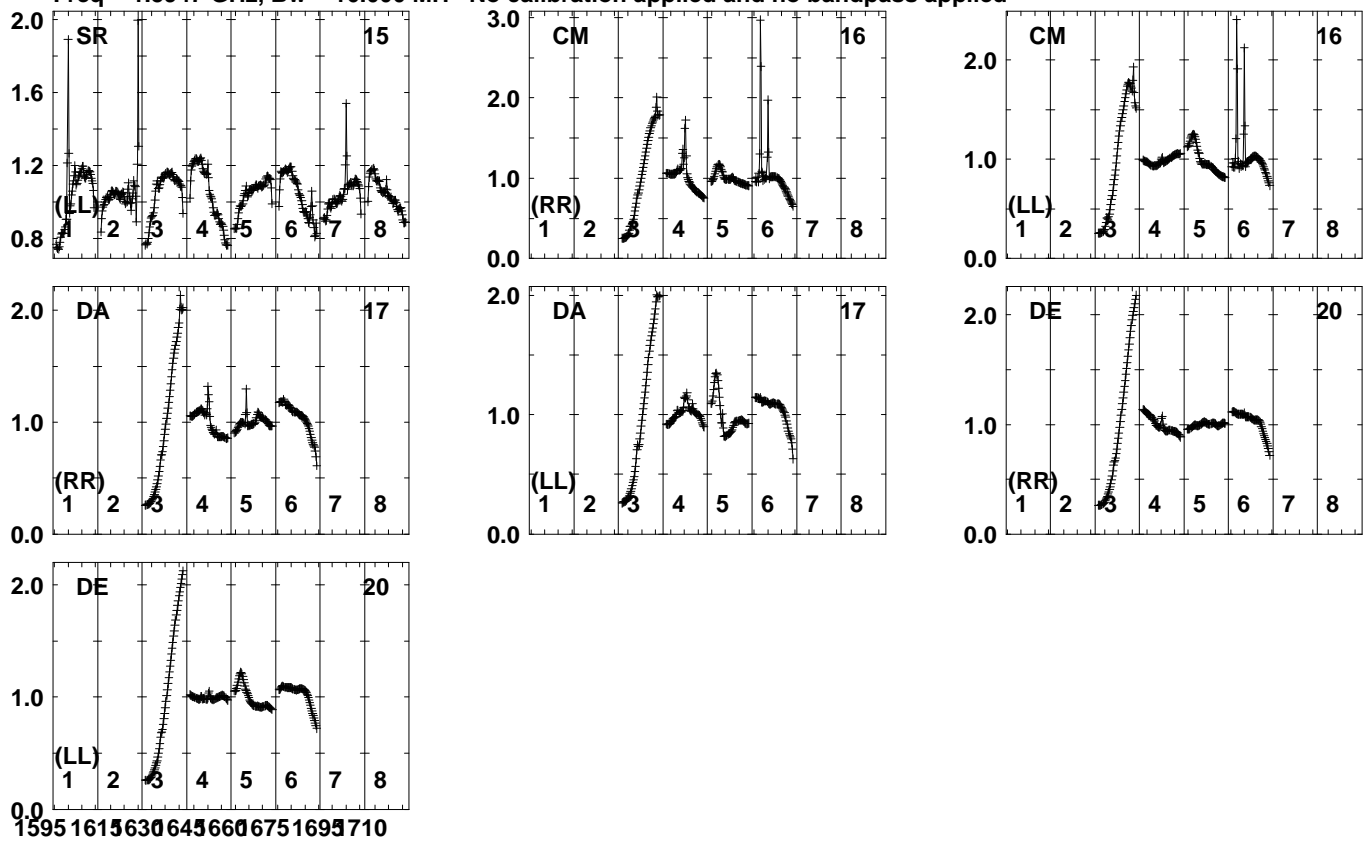 No calibration applied and no bandpass applied
2.0 SR 15 3.0 CM 16 CM 16
1.6 2.0 2.0
1.2 1.0 1.0
(LL) (RR) (LL)
0.8 1 2 3 4 5 6 7 8 1 2 3 4 5 6 7 8 1 2 3 4 5 6 7 8
0.0 0.0
2.0 DA 17 2.0 DA 17 2.0 DE 20
1.0 1.0 1.0
(RR) (LL) (RR)
1 2 3 4 5 6 7 8 1 2 3 4 5 6 7 8 1 2 3 4 5 6 7 8
0.0 0.0 0.0
2.0 DE 20
1.0
(LL)
1 2 3 4 5 6 7 8
0.0
1595 1615 1630 1645 1660 1675 1695 1710